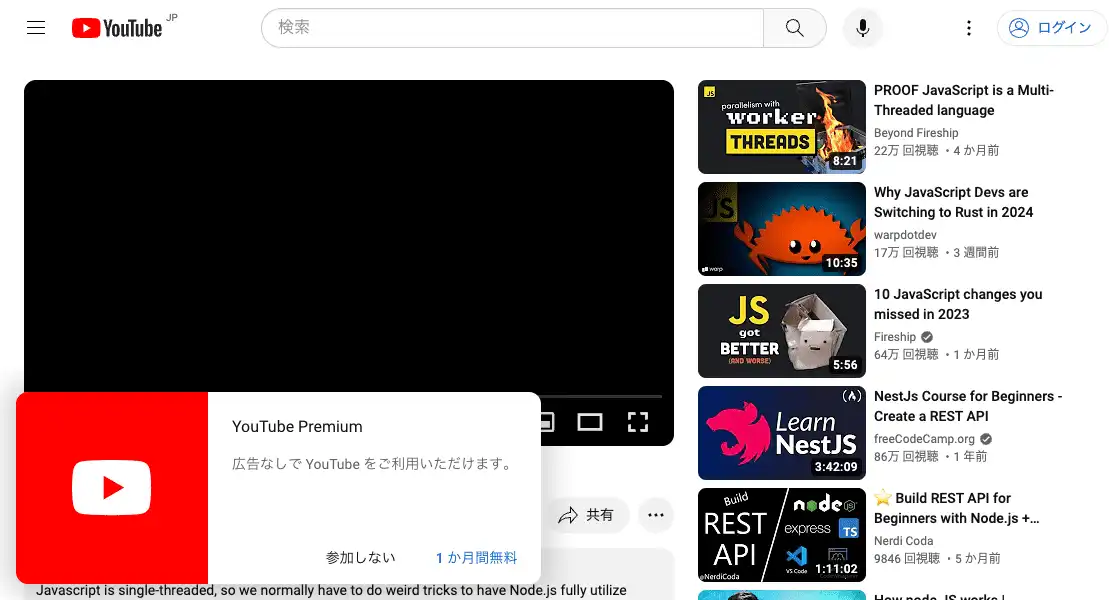 YouTube JP
検索
ログイン
YouTube Premium
広告なしで YouTube をご利用いただけます。
参加しない
1 か月間無料
共有
Javascript is single-threaded, so we normally have to do weird tricks to have Node.js fully utilize
JS
parallelism with
worker
THREADS
8:21
PROOF JavaScript is a Multi-
Threaded language
Beyond Fireship
22万 回視聴 ・4 か月前
JS
warp
10:35
Why JavaScript Devs are
Switching to Rust in 2024
warpdotdev
17万 回視聴 ・3 週間前
JS
got
BETTER
(AND WORSE)
5:56
10 JavaScript changes you
missed in 2023
Fireship
64万 回視聴 ・1 か月前
Learn
NestJS
3:42:09
NestJs Course for Beginners -
Create a REST API
freeCodeCamp.org
86万 回視聴 ・1 年前
Build
REST
API
@NerdiCoda
node
JS
express
TS
VS Code
1:11:02
⭐ Build REST API for
Beginners with Node.js +…
Nerdi Coda
9846 回視聴 ・5 か月前
How node JS works |